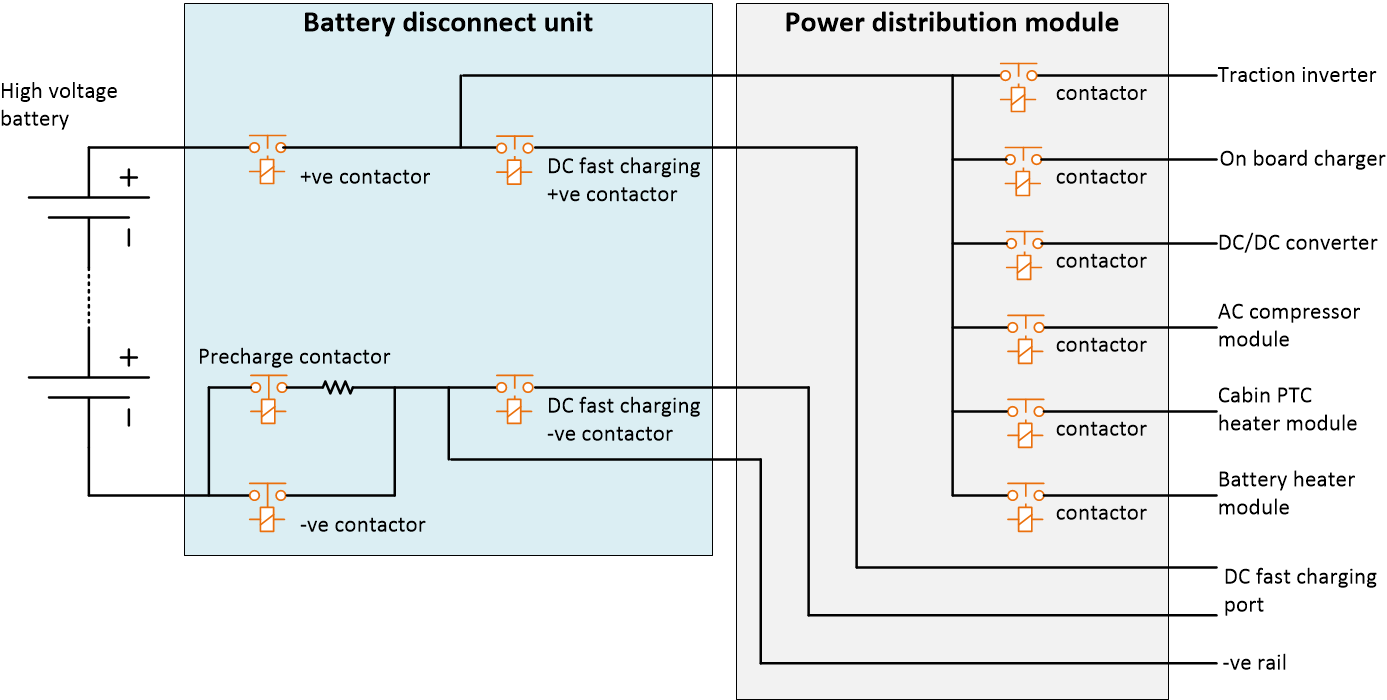 Battery disconnect unit
Power distribution module
High voltage
battery
+
+ve contactor
DC fast charging
+ve contactor
Traction inverter
contactor
On board charger
contactor
DC/DC converter
contactor
AC compressor
module
contactor
Precharge contactor
+
DC fast charging
-ve contactor
Cabin PTC
heater module
contactor
Battery heater
module
contactor
-ve contactor
DC fast charging
port
-ve rail